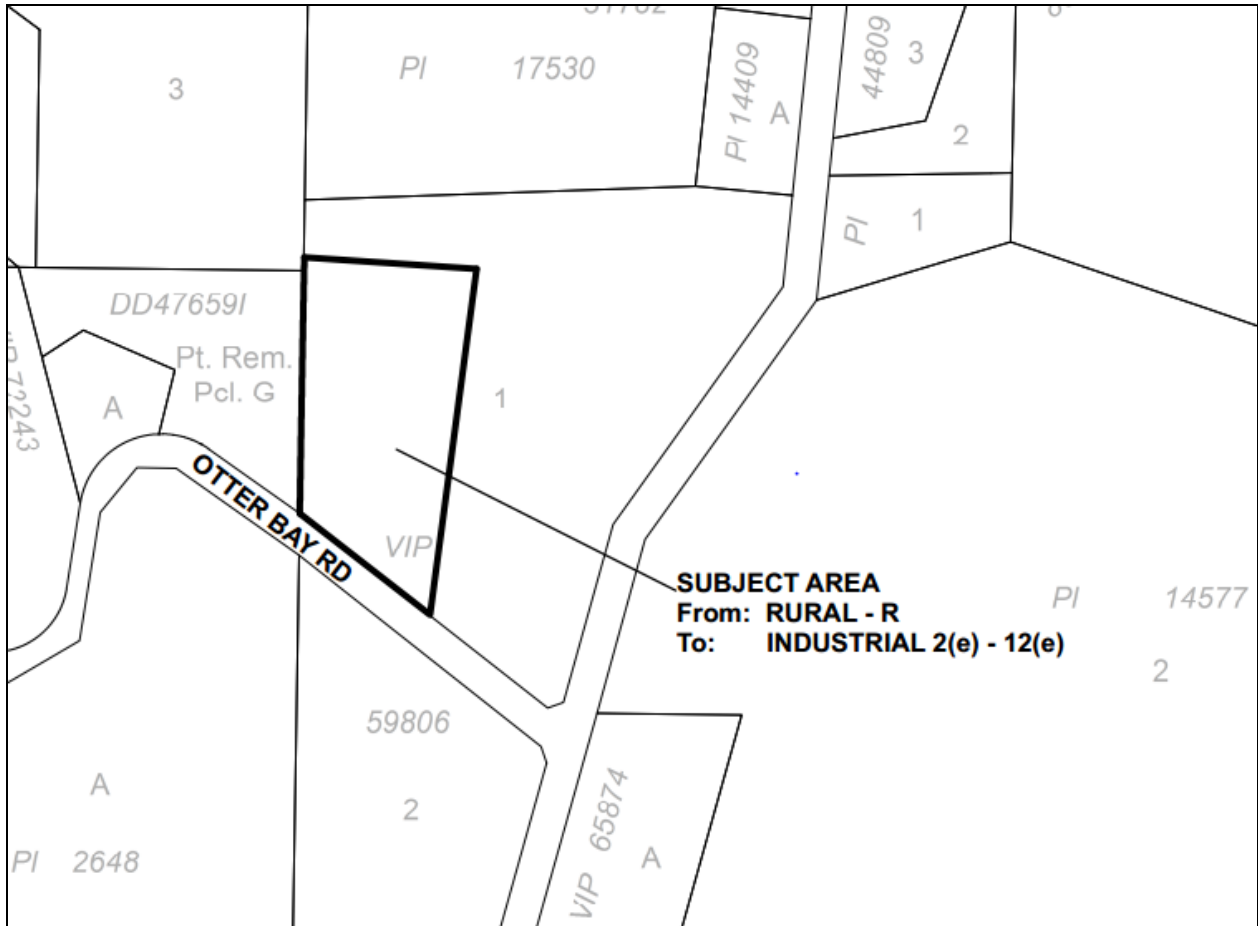 3
Pl 17530
Pl 14409
A
44809
3
2
Pl 1
DD47659I
Pt. Rem.
Pcl. G
A
72243
1
OTTER BAY RD
VIP
SUBJECT AREA
From: RURAL - R
To: INDUSTRIAL 2(e) - 12(e)
Pl 14577
2
59806
2
A
Pl 2648
VIP 65874
A